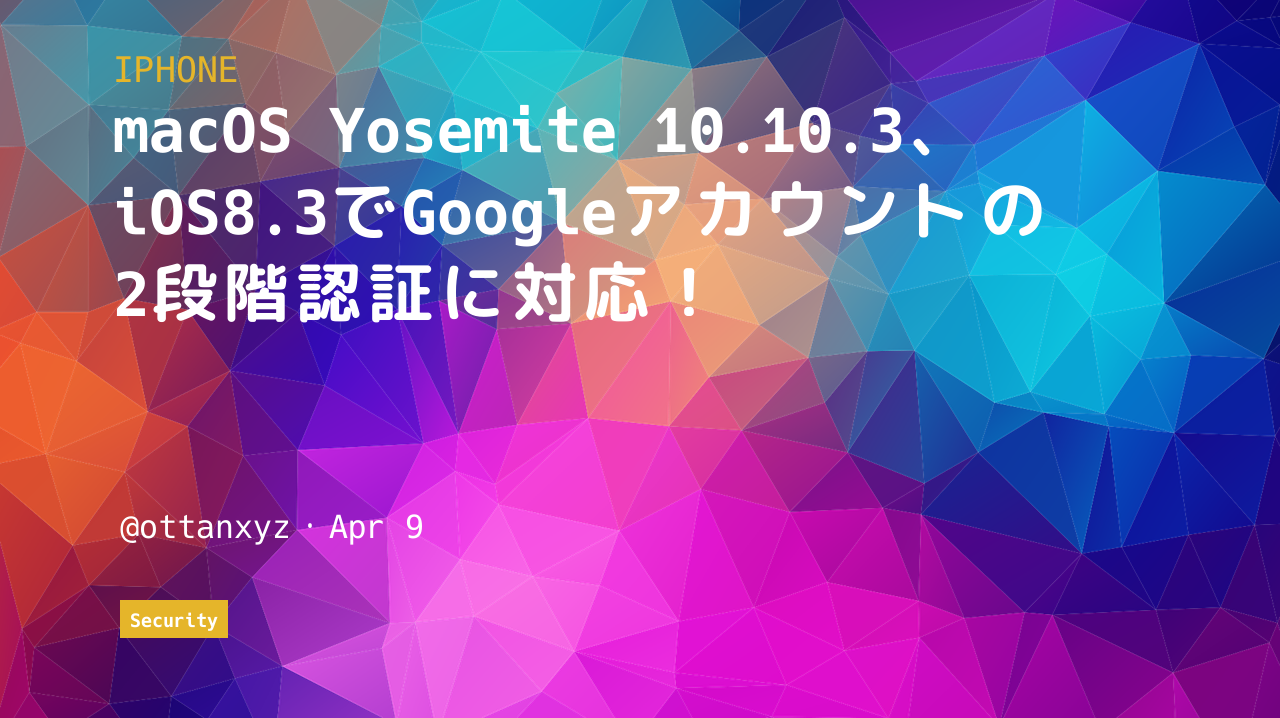 IPHONE
macOS Yosemite 10.10.3、
iOS8.3でGoogleアカウントの
2段階認証に対応！
@ottanxyz · Apr 9
Security